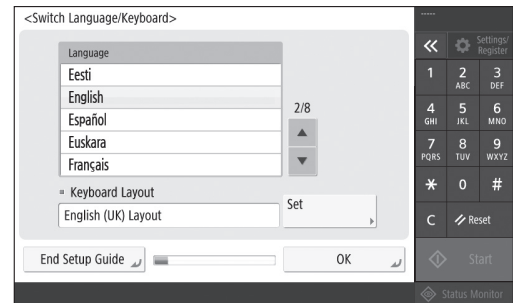 <Switch Language/Keyboard>
Language
Eesti
English
Español
Euskara
Français
2/8
Keyboard Layout
English (UK) Layout
Set
End Setup Guide
OK
-----
Settings/
Register
1
2
ABC
3
DEF
4
GHI
5
JKL
6
MNO
7
PQRS
8
TUV
9
WXYZ
*
0
#
C
Reset
Start
Status Monitor